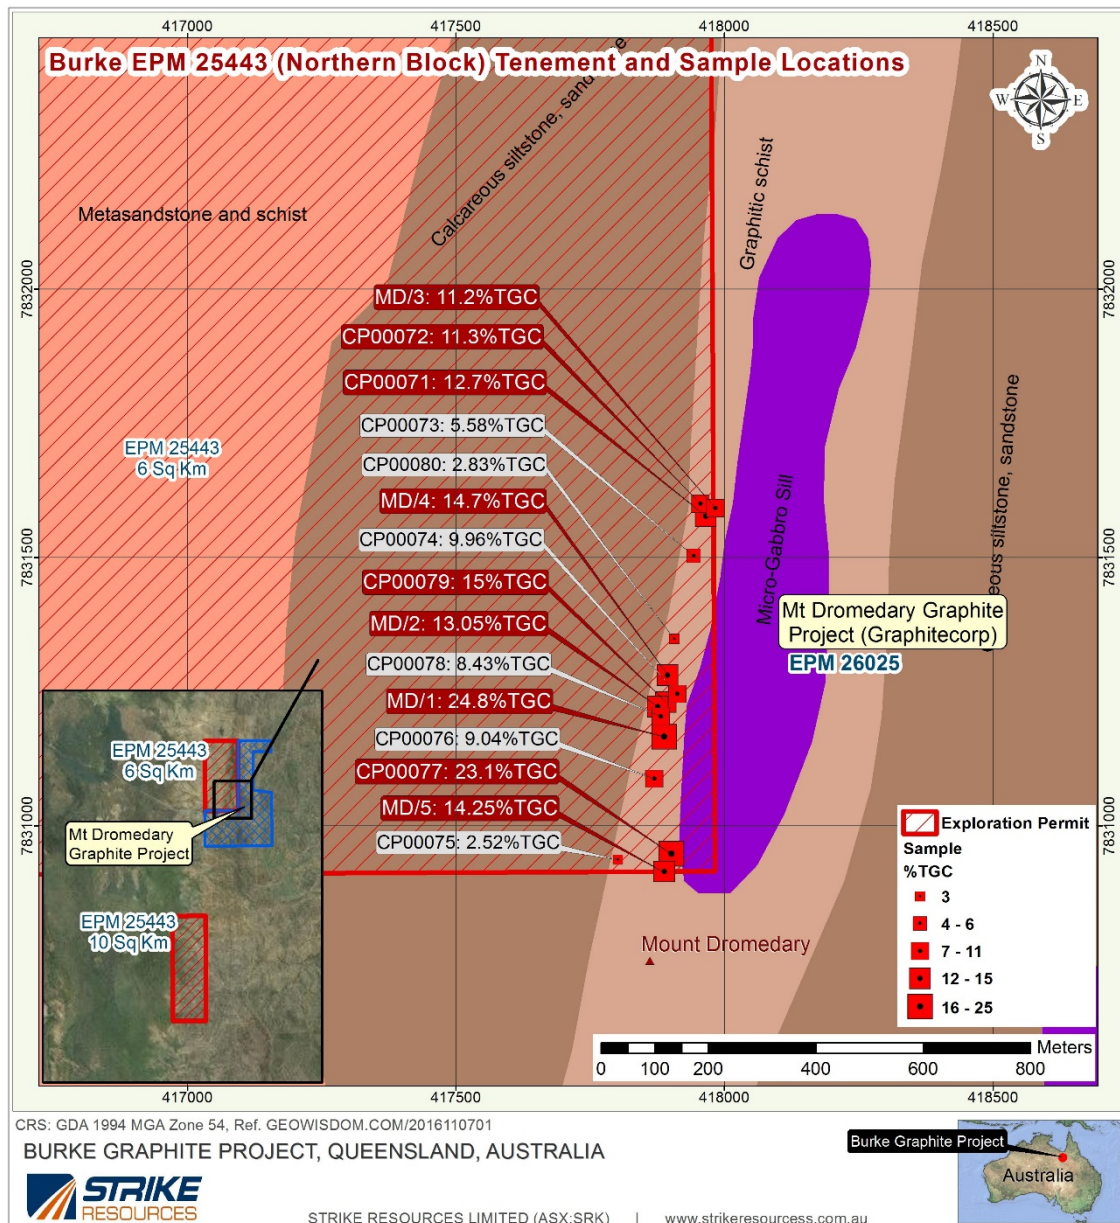 417000 417500 418000 418500
Burke EPM 25443 (Northern Block) Tenement and Sample Locations
N
W E
S
Calcareous siltstone, sandstone
Metasandstone and schist
Graphitic schist
7832000
7832000
MD/3: 11.2%TGC
CP00072: 11.3%TGC
CP00071: 12.7%TGC
CP00073: 5.58%TGC
EPM 25443
6 Sq Km
CP00080: 2.83%TGC
MD/4: 14.7%TGC
CP00074: 9.96%TGC
CP00079: 15%TGC
MD/2: 13.05%TGC
CP00078: 8.43%TGC
MD/1: 24.8%TGC
CP00076: 9.04%TGC
CP00077: 23.1%TGC
MD/5: 14.25%TGC
CP00075: 2.52%TGC
7831500
7831500
Micro-Gabbro Sill
eous siltstone, sandstone
Mt Dromedary Graphite
Project (Graphitecorp)
EPM 26025
EPM 25443
6 Sq Km
Mt Dromedary
Graphite Project
EPM 25443
10 Sq Km
7831000
7831000
Mount Dromedary
Exploration Permit
Sample
%TGC
3
4 - 6
7 - 11
12 - 15
16 - 25
Meters
0 100 200 400 600 800
417000 417500 418000 418500
CRS: GDA 1994 MGA Zone 54, Ref. GEOWISDOM.COM/2016110701
BURKE GRAPHITE PROJECT, QUEENSLAND, AUSTRALIA
Burke Graphite Project
Australia
STRIKE
RESOURCES
STRIKE RESOURCES LIMITED (ASX:SRK) | www.strikeresourcess.com.au